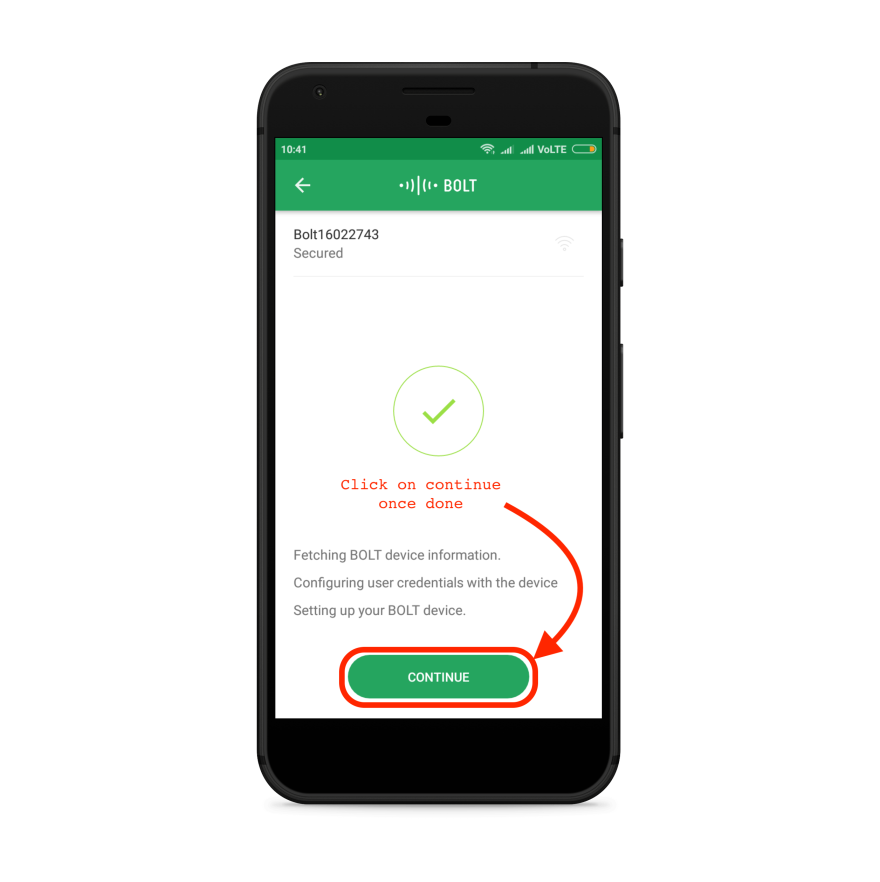 10:41 VoLTE
BOLT
Bolt16022743
Secured
Click on continue
once done
Fetching BOLT device information.
Configuring user credentials with the device
Setting up your BOLT device.
CONTINUE